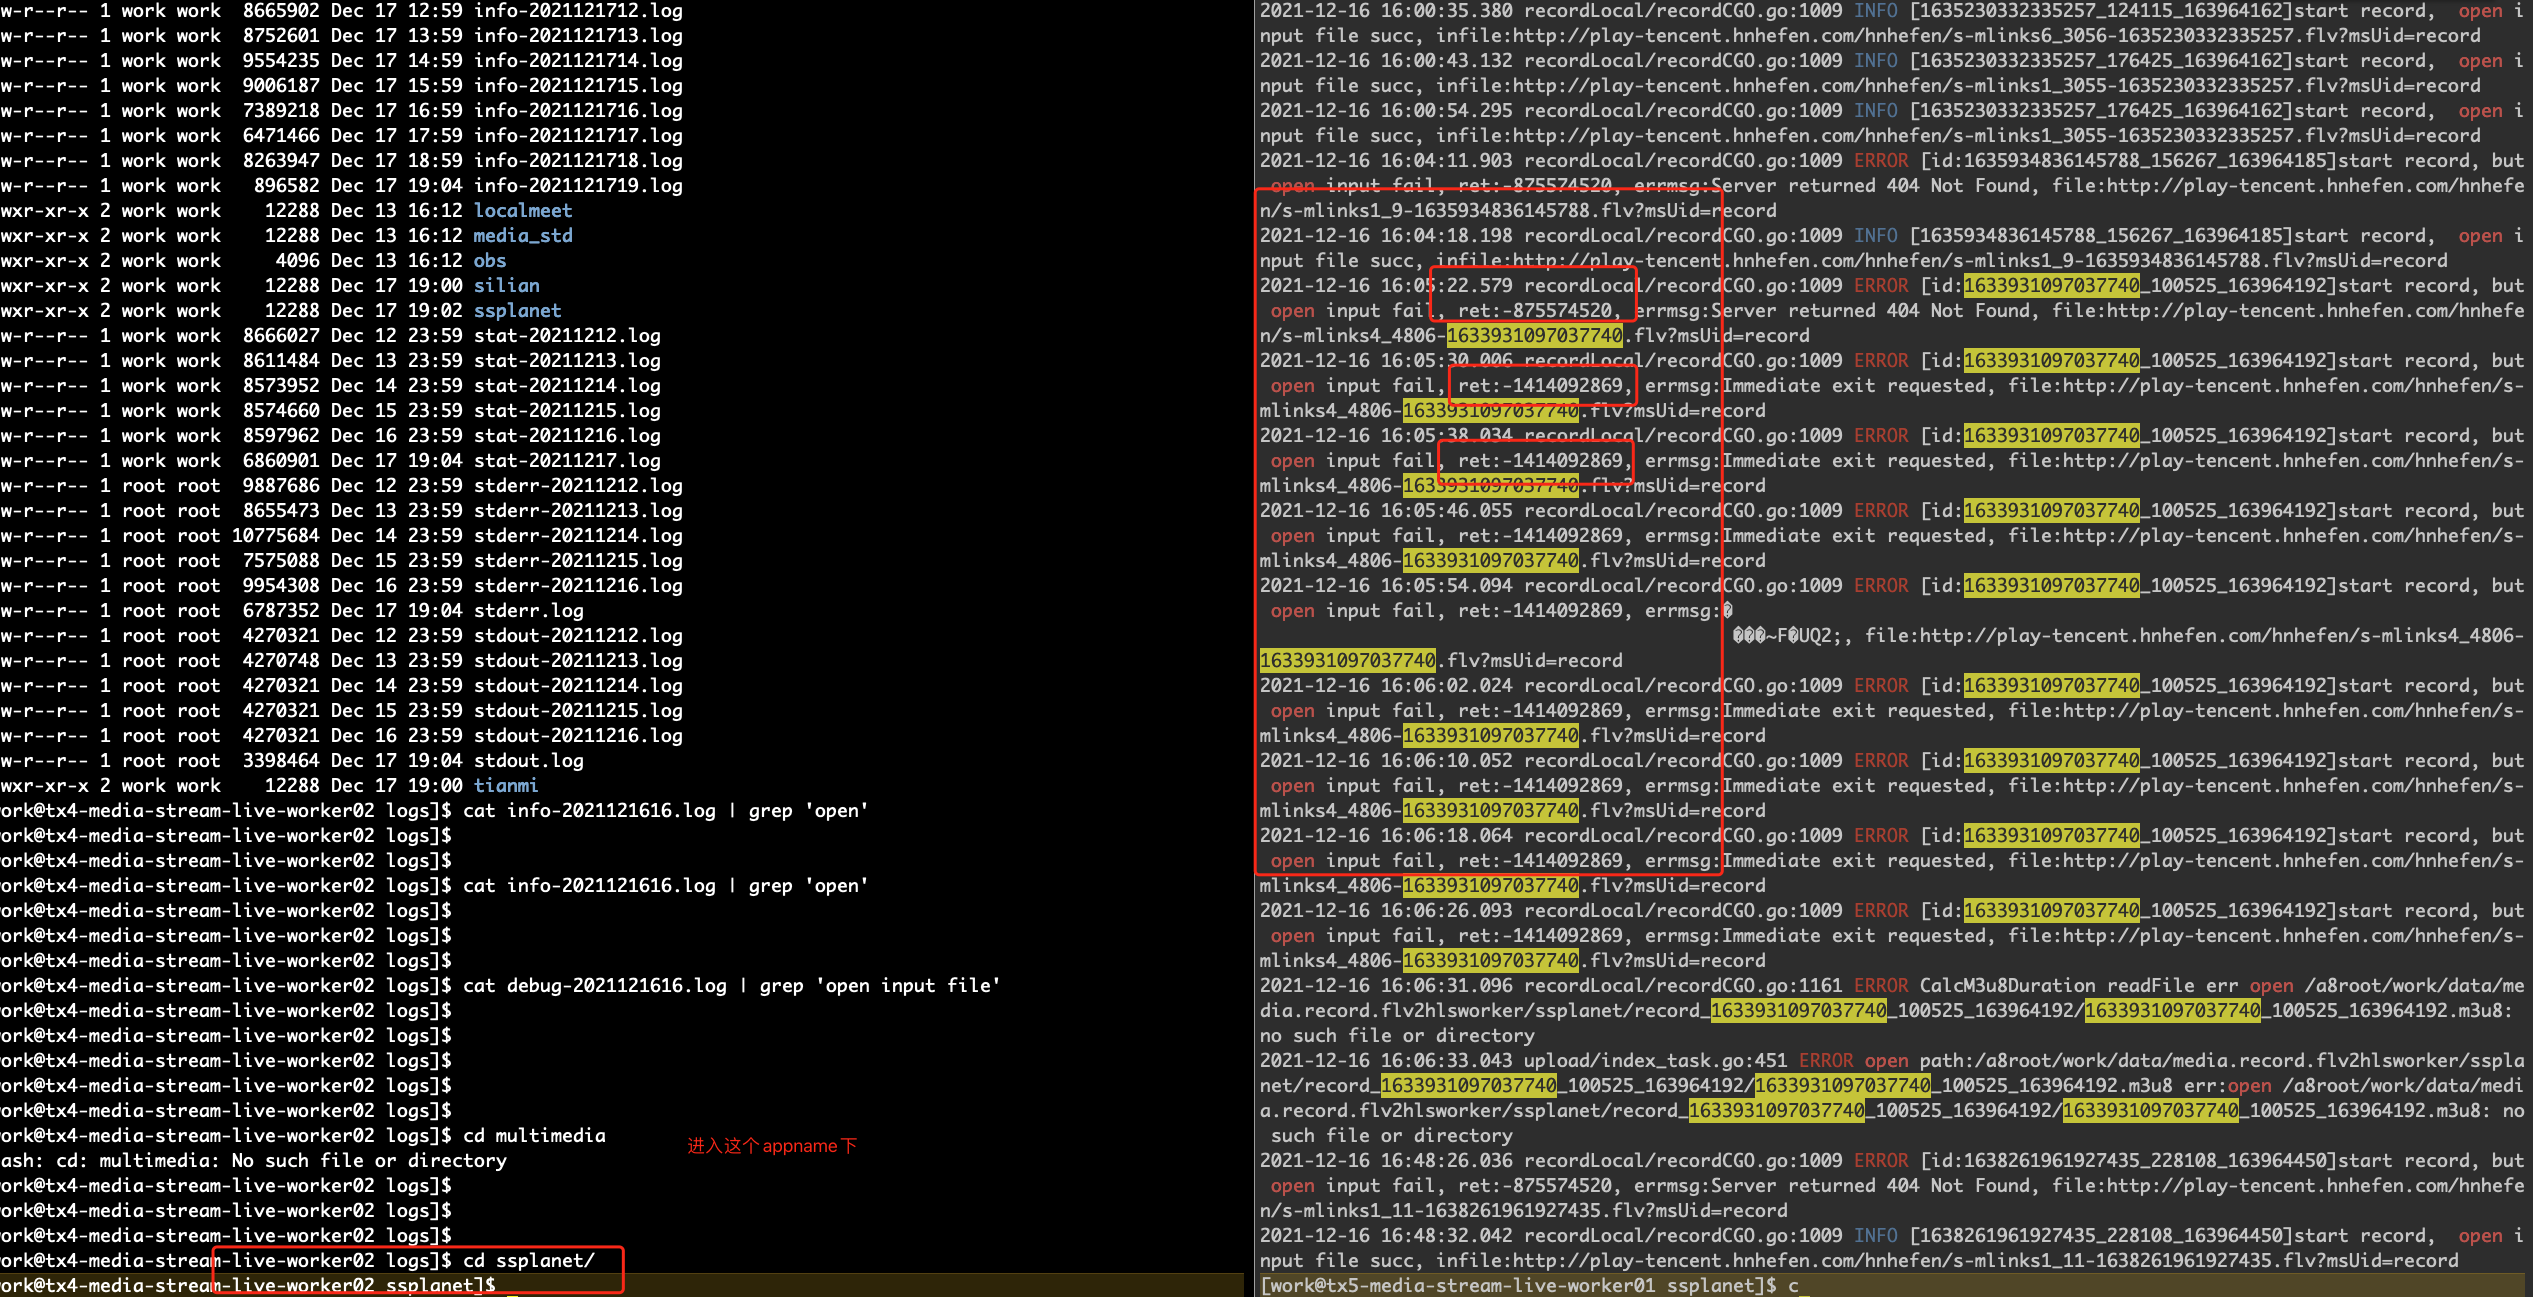 w-r--r-- 1 work work  8665902 Dec 17 12:59 info-2021121712.log
w-r--r-- 1 work work  8752601 Dec 17 13:59 info-2021121713.log
w-r--r-- 1 work work  9554235 Dec 17 14:59 info-2021121714.log
w-r--r-- 1 work work  9006187 Dec 17 15:59 info-2021121715.log
w-r--r-- 1 work work  7389218 Dec 17 16:59 info-2021121716.log
w-r--r-- 1 work work  6471466 Dec 17 17:59 info-2021121717.log
w-r--r-- 1 work work  8263947 Dec 17 18:59 info-2021121718.log
w-r--r-- 1 work work   896582 Dec 17 19:04 info-2021121719.log
wxr-xr-x 2 work work    12288 Dec 13 16:12 localmeet
wxr-xr-x 2 work work    12288 Dec 13 16:12 media_std
wxr-xr-x 2 work work     4096 Dec 13 16:12 obs
wxr-xr-x 2 work work    12288 Dec 17 19:00 silian
wxr-xr-x 2 work work    12288 Dec 17 19:02 ssplanet
w-r--r-- 1 work work  8666027 Dec 12 23:59 stat-20211212.log
w-r--r-- 1 work work  8611484 Dec 13 23:59 stat-20211213.log
w-r--r-- 1 work work  8573952 Dec 14 23:59 stat-20211214.log
w-r--r-- 1 work work  8574660 Dec 15 23:59 stat-20211215.log
w-r--r-- 1 work work  8597962 Dec 16 23:59 stat-20211216.log
w-r--r-- 1 work work  6860901 Dec 17 19:04 stat-20211217.log
w-r--r-- 1 root root  9887686 Dec 12 23:59 stderr-20211212.log
w-r--r-- 1 root root  8655473 Dec 13 23:59 stderr-20211213.log
w-r--r-- 1 root root 10775684 Dec 14 23:59 stderr-20211214.log
w-r--r-- 1 root root  7575088 Dec 15 23:59 stderr-20211215.log
w-r--r-- 1 root root  9954308 Dec 16 23:59 stderr-20211216.log
w-r--r-- 1 root root  6787352 Dec 17 19:04 stderr.log
w-r--r-- 1 root root  4270321 Dec 12 23:59 stdout-20211212.log
w-r--r-- 1 root root  4270748 Dec 13 23:59 stdout-20211213.log
w-r--r-- 1 root root  4270321 Dec 14 23:59 stdout-20211214.log
w-r--r-- 1 root root  4270321 Dec 15 23:59 stdout-20211215.log
w-r--r-- 1 root root  4270321 Dec 16 23:59 stdout-20211216.log
w-r--r-- 1 root root  3398464 Dec 17 19:04 stdout.log
wxr-xr-x 2 work work    12288 Dec 17 19:00 tianmi
ork@tx4-media-stream-live-worker02 logs]$ cat info-2021121616.log | grep 'open'
ork@tx4-media-stream-live-worker02 logs]$
ork@tx4-media-stream-live-worker02 logs]$
ork@tx4-media-stream-live-worker02 logs]$ cat info-2021121616.log | grep 'open'
ork@tx4-media-stream-live-worker02 logs]$
ork@tx4-media-stream-live-worker02 logs]$
ork@tx4-media-stream-live-worker02 logs]$
ork@tx4-media-stream-live-worker02 logs]$ cat debug-2021121616.log | grep 'open input file'
ork@tx4-media-stream-live-worker02 logs]$
ork@tx4-media-stream-live-worker02 logs]$
ork@tx4-media-stream-live-worker02 logs]$
ork@tx4-media-stream-live-worker02 logs]$
ork@tx4-media-stream-live-worker02 logs]$
ork@tx4-media-stream-live-worker02 logs]$ cd multimedia
进入这个appname下
ash: cd: multimedia: No such file or directory
ork@tx4-media-stream-live-worker02 logs]$
ork@tx4-media-stream-live-worker02 logs]$
ork@tx4-media-stream-live-worker02 logs]$
ork@tx4-media-stream-live-worker02 logs]$ cd ssplanet/
ork@tx4-media-stream-live-worker02 ssplanet]$
2021-12-16 16:00:35.380 recordLocal/recordCGO.go:1009 INFO [1635230332335257_124115_163964162]start record,  open i
nput file succ, infile:http://play-tencent.hnhefen.com/hnhefen/s-mlinks6_3056-1635230332335257.flv?msUid=record
2021-12-16 16:00:43.132 recordLocal/recordCGO.go:1009 INFO [1635230332335257_176425_163964162]start record,  open i
nput file succ, infile:http://play-tencent.hnhefen.com/hnhefen/s-mlinks1_3055-1635230332335257.flv?msUid=record
2021-12-16 16:00:54.295 recordLocal/recordCGO.go:1009 INFO [1635230332335257_176425_163964162]start record,  open i
nput file succ, infile:http://play-tencent.hnhefen.com/hnhefen/s-mlinks1_3055-1635230332335257.flv?msUid=record
2021-12-16 16:04:11.903 recordLocal/recordCGO.go:1009 ERROR [id:1635934836145788_156267_163964185]start record, but
 open input fail, ret:-875574520, errmsg:Server returned 404 Not Found, file:http://play-tencent.hnhefen.com/hnhefe
n/s-mlinks1_9-1635934836145788.flv?msUid=record
2021-12-16 16:04:18.198 recordLocal/recordCGO.go:1009 INFO [1635934836145788_156267_163964185]start record,  open i
nput file succ, infile:http://play-tencent.hnhefen.com/hnhefen/s-mlinks1_9-1635934836145788.flv?msUid=record
2021-12-16 16:05:22.579 recordLocal/recordCGO.go:1009 ERROR [id:1633931097037740_100525_163964192]start record, but
 open input fail, ret:-875574520, errmsg:Server returned 404 Not Found, file:http://play-tencent.hnhefen.com/hnhefe
n/s-mlinks4_4806-1633931097037740.flv?msUid=record
2021-12-16 16:05:30.006 recordLocal/recordCGO.go:1009 ERROR [id:1633931097037740_100525_163964192]start record, but
 open input fail, ret:-1414092869, errmsg:Immediate exit requested, file:http://play-tencent.hnhefen.com/hnhefen/s-
mlinks4_4806-1633931097037740.flv?msUid=record
2021-12-16 16:05:38.034 recordLocal/recordCGO.go:1009 ERROR [id:1633931097037740_100525_163964192]start record, but
 open input fail, ret:-1414092869, errmsg:Immediate exit requested, file:http://play-tencent.hnhefen.com/hnhefen/s-
mlinks4_4806-1633931097037740.flv?msUid=record
2021-12-16 16:05:46.055 recordLocal/recordCGO.go:1009 ERROR [id:1633931097037740_100525_163964192]start record, but
 open input fail, ret:-1414092869, errmsg:Immediate exit requested, file:http://play-tencent.hnhefen.com/hnhefen/s-
mlinks4_4806-1633931097037740.flv?msUid=record
2021-12-16 16:05:54.094 recordLocal/recordCGO.go:1009 ERROR [id:1633931097037740_100525_163964192]start record, but
 open input fail, ret:-1414092869, errmsg:�
���~F�UQ2;, file:http://play-tencent.hnhefen.com/hnhefen/s-mlinks4_4806-
1633931097037740.flv?msUid=record
2021-12-16 16:06:02.024 recordLocal/recordCGO.go:1009 ERROR [id:1633931097037740_100525_163964192]start record, but
 open input fail, ret:-1414092869, errmsg:Immediate exit requested, file:http://play-tencent.hnhefen.com/hnhefen/s-
mlinks4_4806-1633931097037740.flv?msUid=record
2021-12-16 16:06:10.052 recordLocal/recordCGO.go:1009 ERROR [id:1633931097037740_100525_163964192]start record, but
 open input fail, ret:-1414092869, errmsg:Immediate exit requested, file:http://play-tencent.hnhefen.com/hnhefen/s-
mlinks4_4806-1633931097037740.flv?msUid=record
2021-12-16 16:06:18.064 recordLocal/recordCGO.go:1009 ERROR [id:1633931097037740_100525_163964192]start record, but
 open input fail, ret:-1414092869, errmsg:Immediate exit requested, file:http://play-tencent.hnhefen.com/hnhefen/s-
mlinks4_4806-1633931097037740.flv?msUid=record
2021-12-16 16:06:26.093 recordLocal/recordCGO.go:1009 ERROR [id:1633931097037740_100525_163964192]start record, but
 open input fail, ret:-1414092869, errmsg:Immediate exit requested, file:http://play-tencent.hnhefen.com/hnhefen/s-
mlinks4_4806-1633931097037740.flv?msUid=record
2021-12-16 16:06:31.096 recordLocal/recordCGO.go:1161 ERROR CalcM3u8Duration readFile err open /a8root/work/data/me
dia.record.flv2hlsworker/ssplanet/record_1633931097037740_100525_163964192/1633931097037740_100525_163964192.m3u8:
no such file or directory
2021-12-16 16:06:33.043 upload/index_task.go:451 ERROR open path:/a8root/work/data/media.record.flv2hlsworker/sspla
net/record_1633931097037740_100525_163964192/1633931097037740_100525_163964192.m3u8 err:open /a8root/work/data/medi
a.record.flv2hlsworker/ssplanet/record_1633931097037740_100525_163964192/1633931097037740_100525_163964192.m3u8: no
 such file or directory
2021-12-16 16:48:26.036 recordLocal/recordCGO.go:1009 ERROR [id:1638261961927435_228108_163964450]start record, but
 open input fail, ret:-875574520, errmsg:Server returned 404 Not Found, file:http://play-tencent.hnhefen.com/hnhefe
n/s-mlinks1_11-1638261961927435.flv?msUid=record
2021-12-16 16:48:32.042 recordLocal/recordCGO.go:1009 INFO [1638261961927435_228108_163964450]start record,  open i
nput file succ, infile:http://play-tencent.hnhefen.com/hnhefen/s-mlinks1_11-1638261961927435.flv?msUid=record
[work@tx5-media-stream-live-worker01 ssplanet]$ c